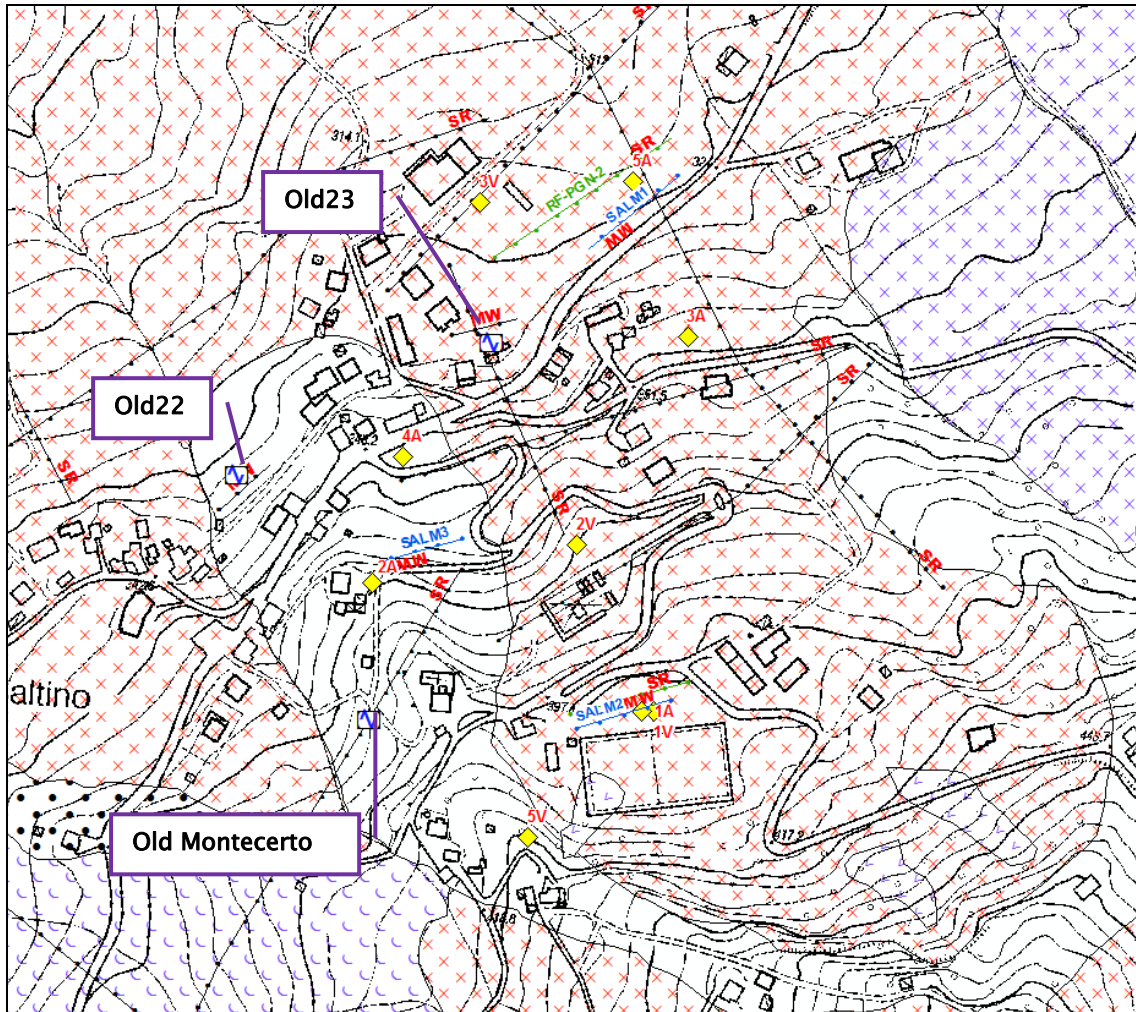 SR
SR
314.1
SR
3V
5A
Old23
RF-PGN-2
SALM1
MW
MW
3A
SR
SR
Old22
4A
SR
SR
2V
SALM3
2A
MW
SR
SR
altino
SR
SALM2
MW
1A
1V
Old Montecerto
5V